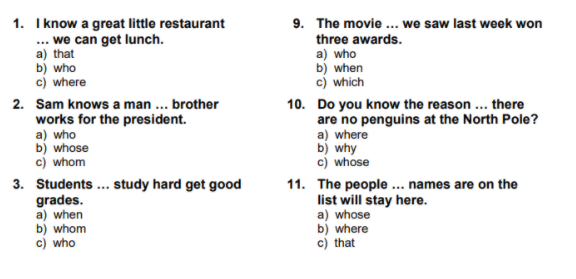 1. I know a great little restaurant
... we can get lunch.
a) that
b) who
c) where
2. Sam knows a man ... brother
works for the president.
a) who
b) whose
c) whom
3. Students ... study hard get good
grades.
a) when
b) whom
c) who
9. The movie ... we saw last week won
three awards.
a) who
b) when
c) which
10. Do you know the reason ... there
are no penguins at the North Pole?
a) where
b) why
c) whose
11. The people ... names are on the
list will stay here.
a) whose
b) where
c) that